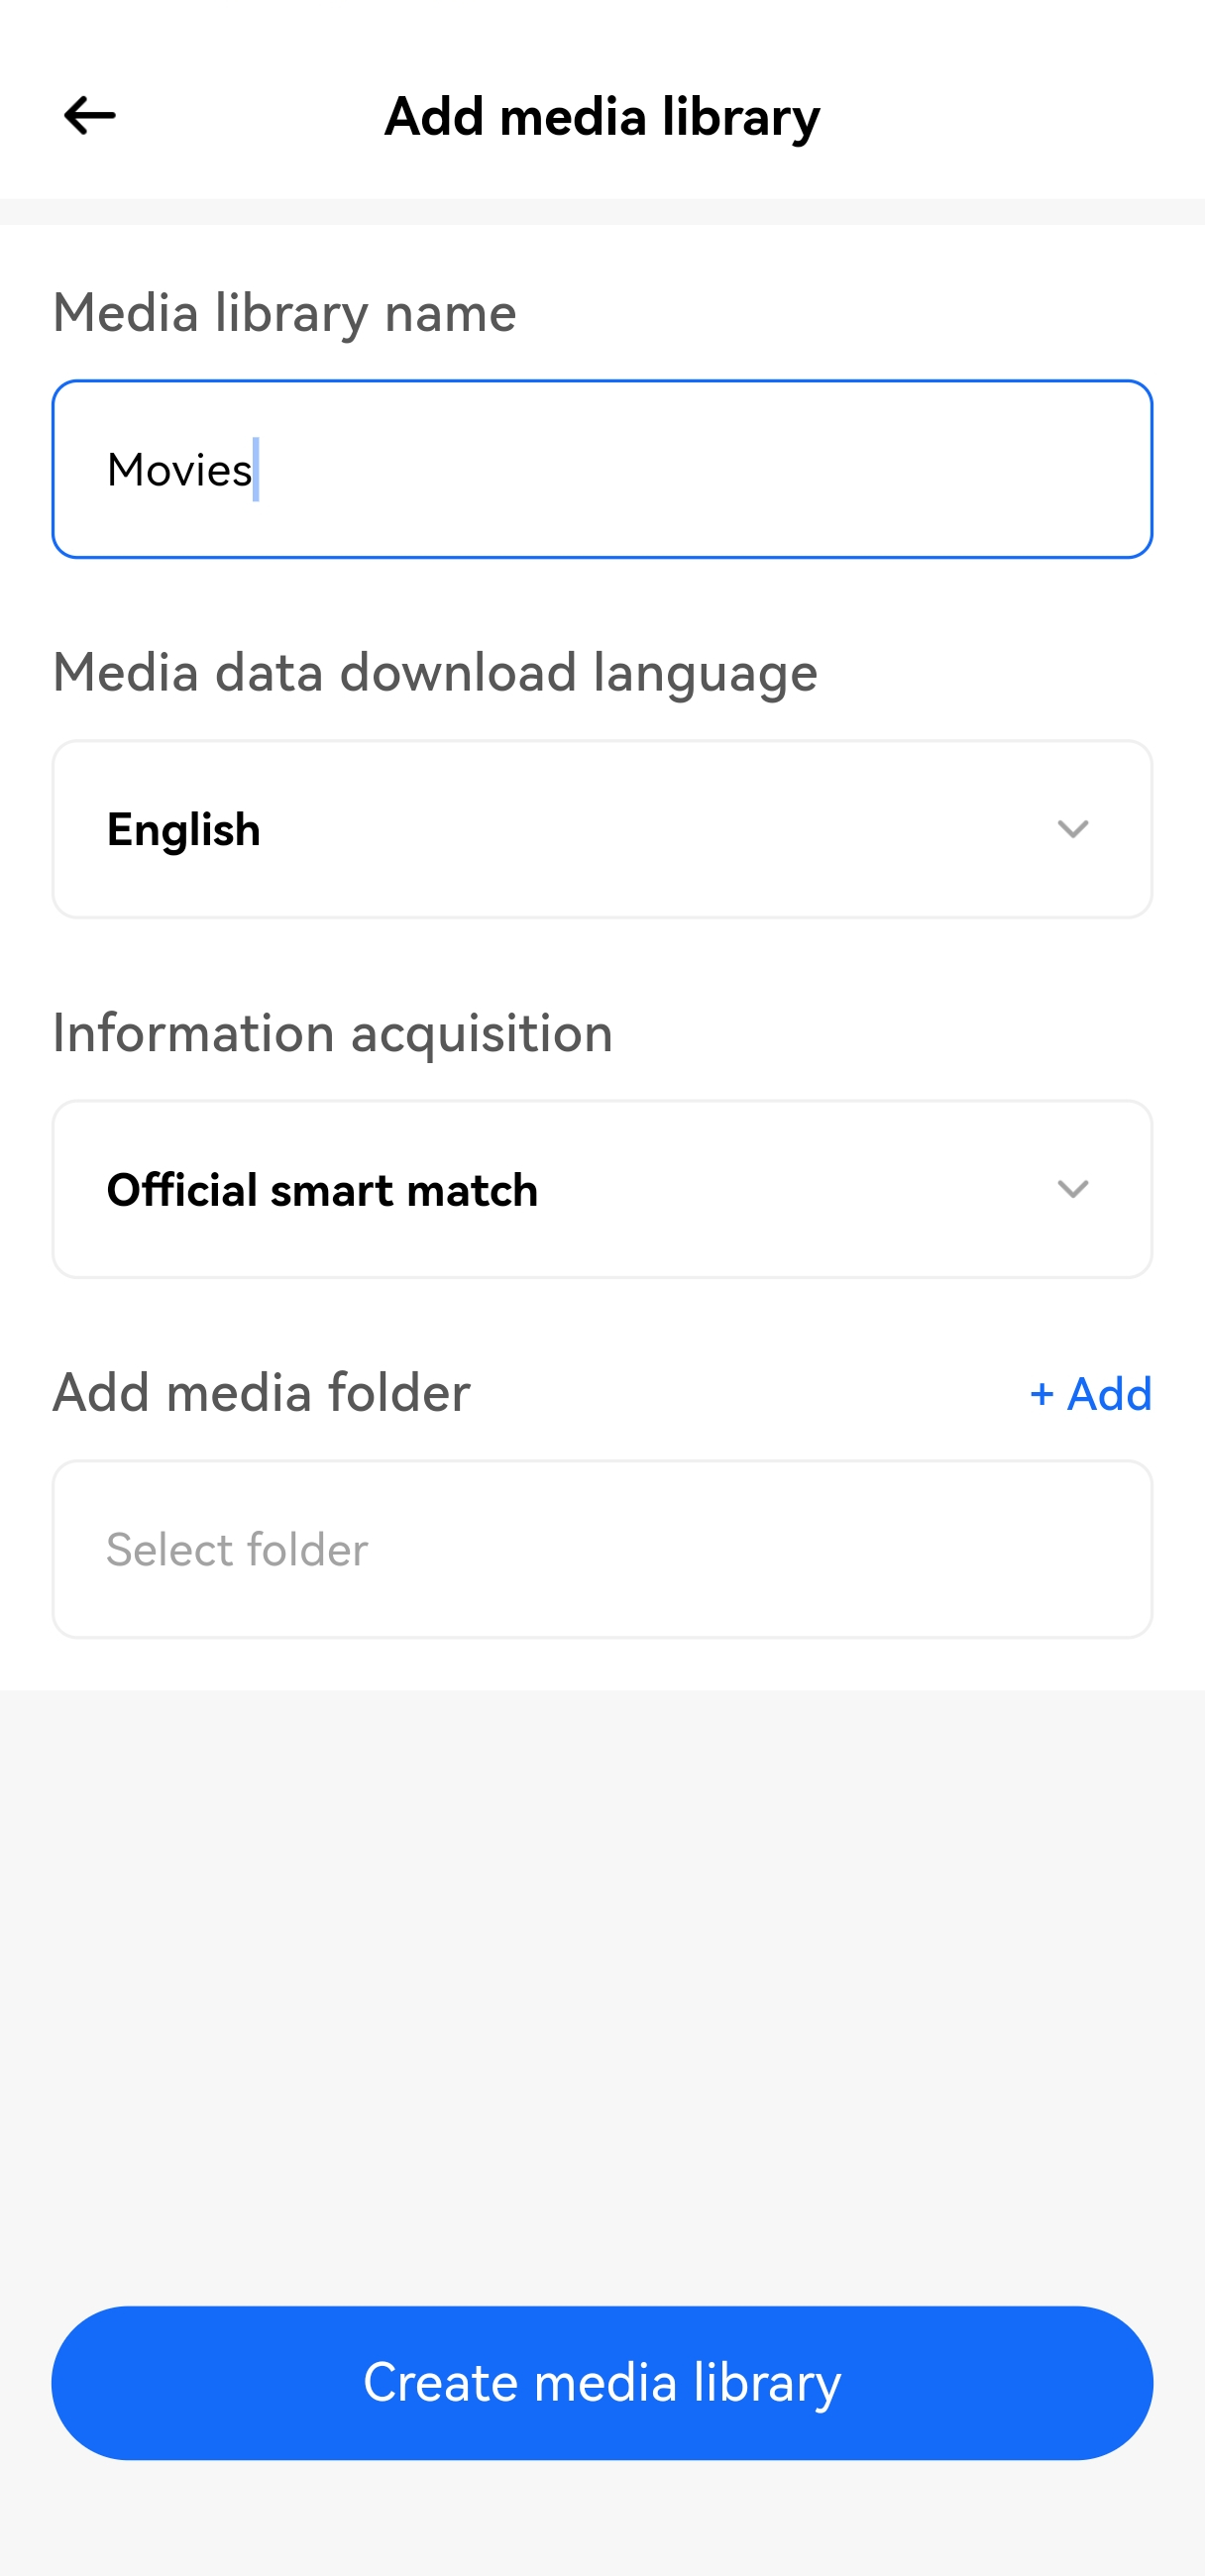 Add media library
Media library name
Movies
Media data download language
English
Information acquisition
Official smart match
Add media folder
+ Add
Select folder
Create media library